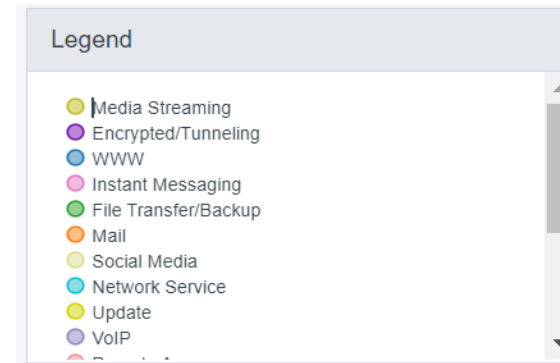 Legend
Media Streaming
Encrypted/Tunneling
WWW
Instant Messaging
File Transfer/Backup
Mail
Social Media
Network Service
Update
VoIP